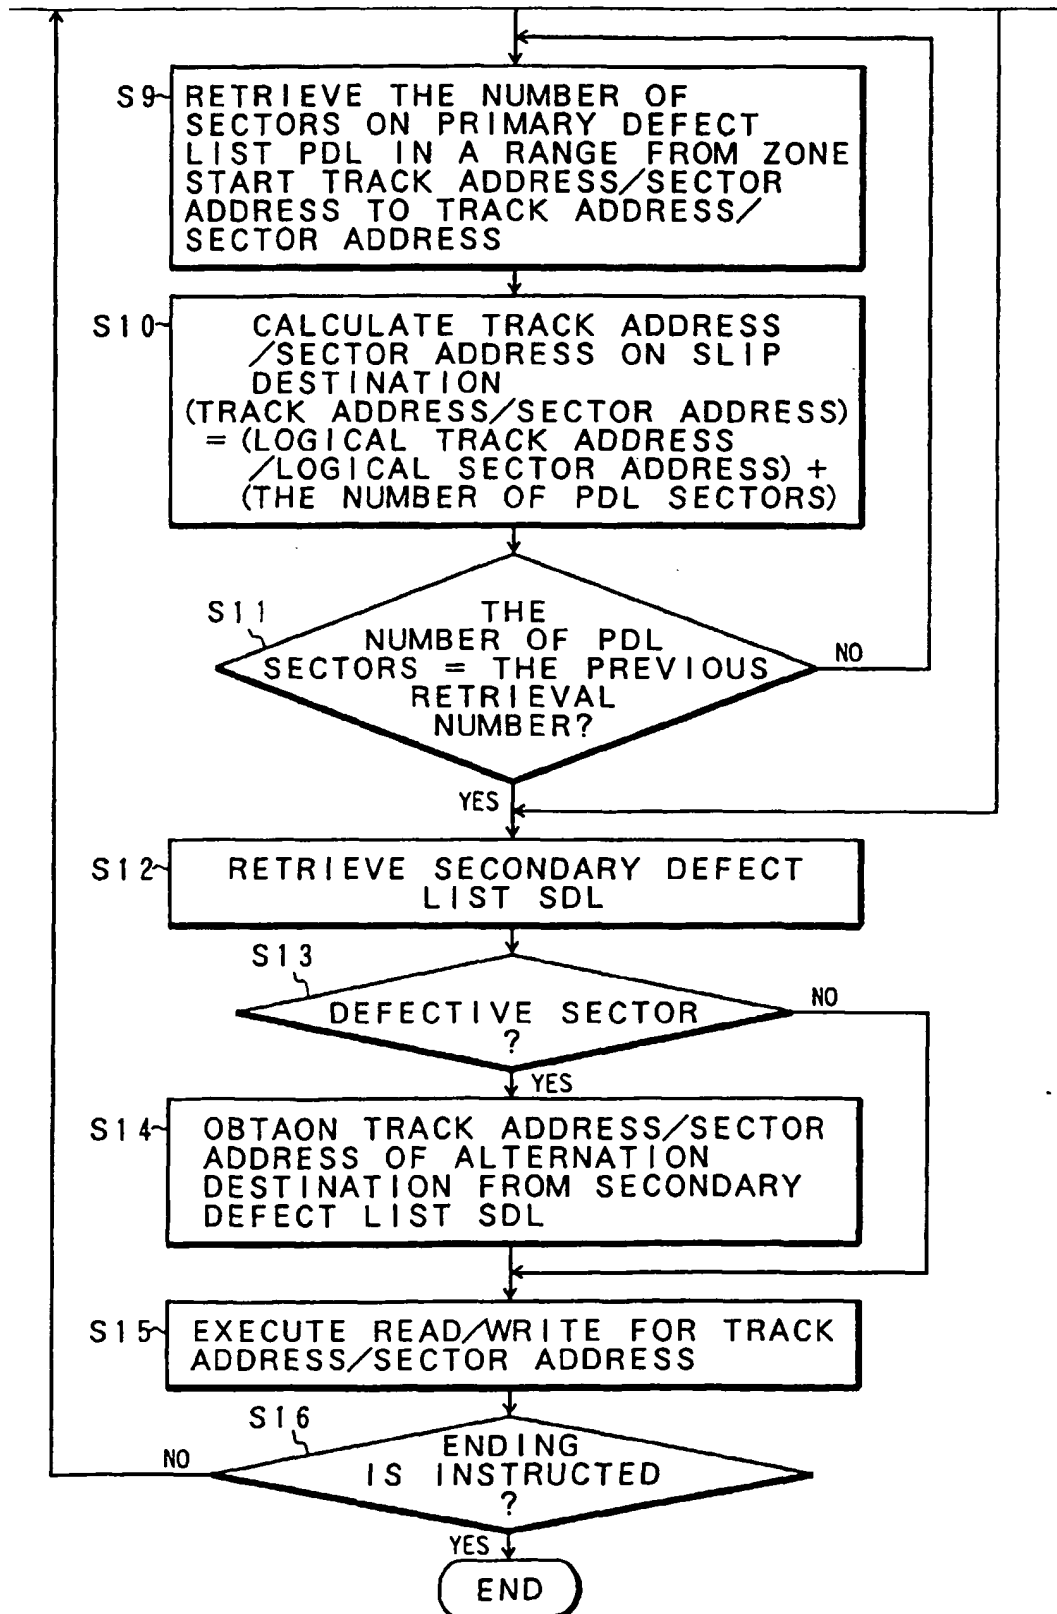 S9
RETRIEVE THE NUMBER OF
SECTORS ON PRIMARY DEFECT
LIST PDL IN A RANGE FROM ZONE
START TRACK ADDRESS/SECTOR
ADDRESS TO TRACK ADDRESS/
SECTOR ADDRESS
S10
CALCULATE TRACK ADDRESS
/SECTOR ADDRESS ON SLIP
DESTINATION
(TRACK ADDRESS/SECTOR ADDRESS)
= (LOGICAL TRACK ADDRESS
/LOGICAL SECTOR ADDRESS) +
(THE NUMBER OF PDL SECTORS)
S11
THE
NUMBER OF PDL
SECTORS = THE PREVIOUS
RETRIEVAL
NUMBER?
NO
YES
S12
RETRIEVE SECONDARY DEFECT
LIST SDL
S13
DEFECTIVE SECTOR
?
NO
YES
S14
OBTAON TRACK ADDRESS/SECTOR
ADDRESS OF ALTERNATION
DESTINATION FROM SECONDARY
DEFECT LIST SDL
S15
EXECUTE READ/WRITE FOR TRACK
ADDRESS/SECTOR ADDRESS
S16
ENDING
IS INSTRUCTED
?
NO
YES
END